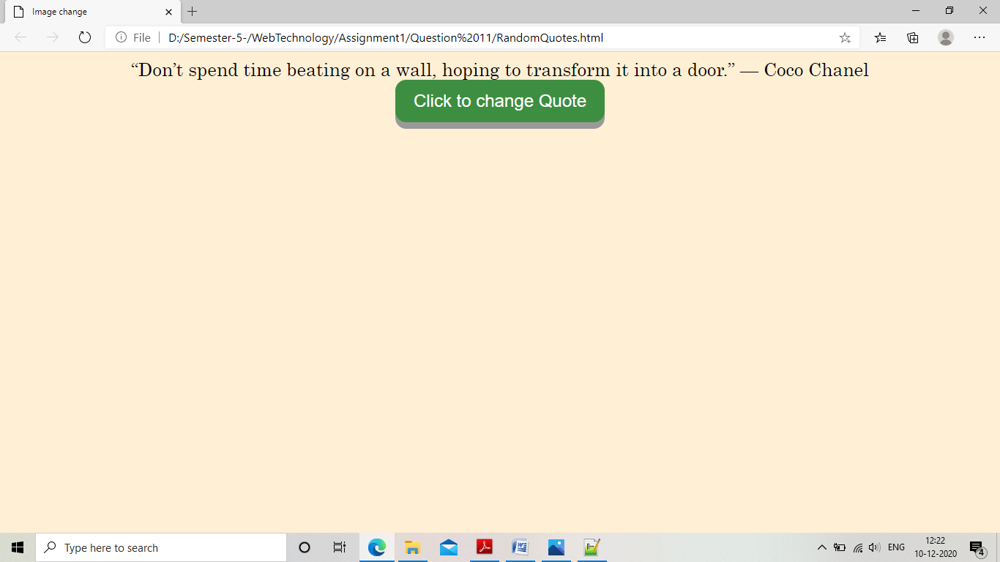 Image change
File
D:/Semester-5-/WebTechnology/Assignment1/Question%2011/RandomQuotes.html
“Don’t spend time beating on a wall, hoping to transform it into a door.” — Coco Chanel
Click to change Quote
Type here to search
ENG
12:22
10-12-2020
4